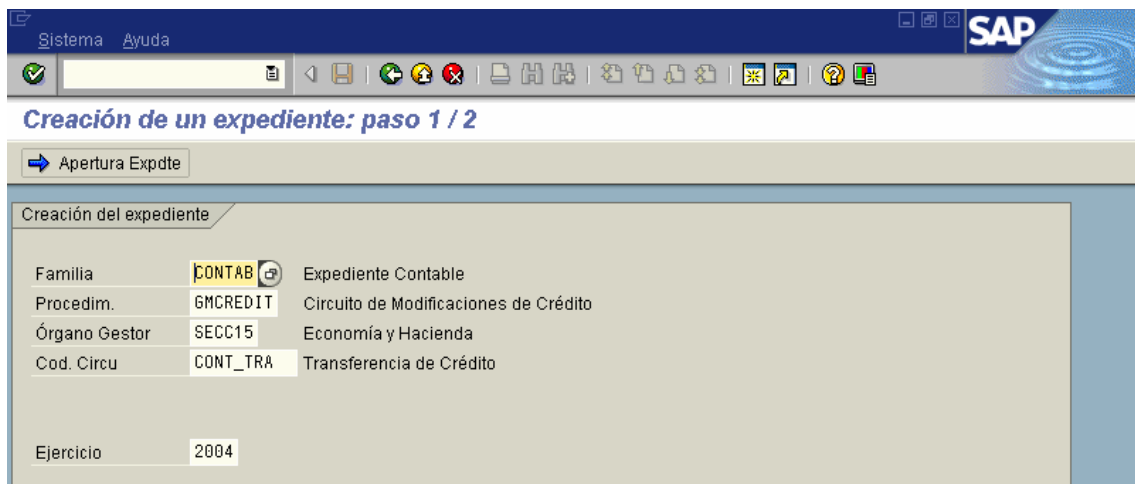 Sistema Ayuda
SAP
Creación de un expediente: paso 1 / 2
Apertura Expdte
Creación del expediente
Familia CONTAB Expediente Contable
Procedim. GMCREDIT Circuito de Modificaciones de Crédito
Órgano Gestor SECC15 Economía y Hacienda
Cod. Circu CONT_TRA Transferencia de Crédito
Ejercicio 2004